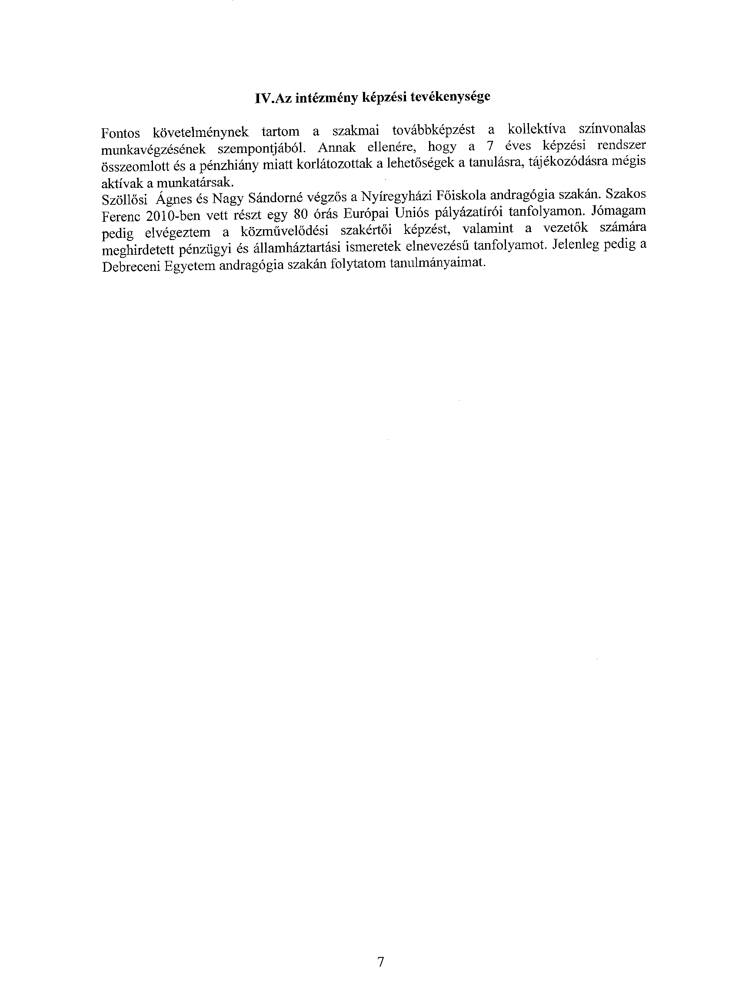 IV.Az intézmény képzési tevékenysége
Fontos követelménynek tartom a szakmai továbbképzést a kollektíva színvonalas
munkavégzésének szempontjából. Annak ellenére, hogy a 7 éves képzési rendszer
összeomlott és a pénzhiány miatt korlátozottak a lehetőségek a tanulásra, tájékozódásra mégis
aktívak a munkatársak.
Szöllősi Ágnes és Nagy Sándorné végzős a Nyíregyházi Főiskola andragógia szakán. Szakos
Ferenc 2010-ben vett részt egy 80 órás Európai Uniós pályázatírói tanfolyamon. Jómagam
pedig elvégeztem a közművelődési szakértői képzést, valamint a vezetők számára
meghirdetett pénzügyi és államháztartási ismeretek elnevezésű tanfolyamot. Jelenleg pedig a
Debreceni Egyetem andragógia szakán folytatom tanulmányaimat.
7